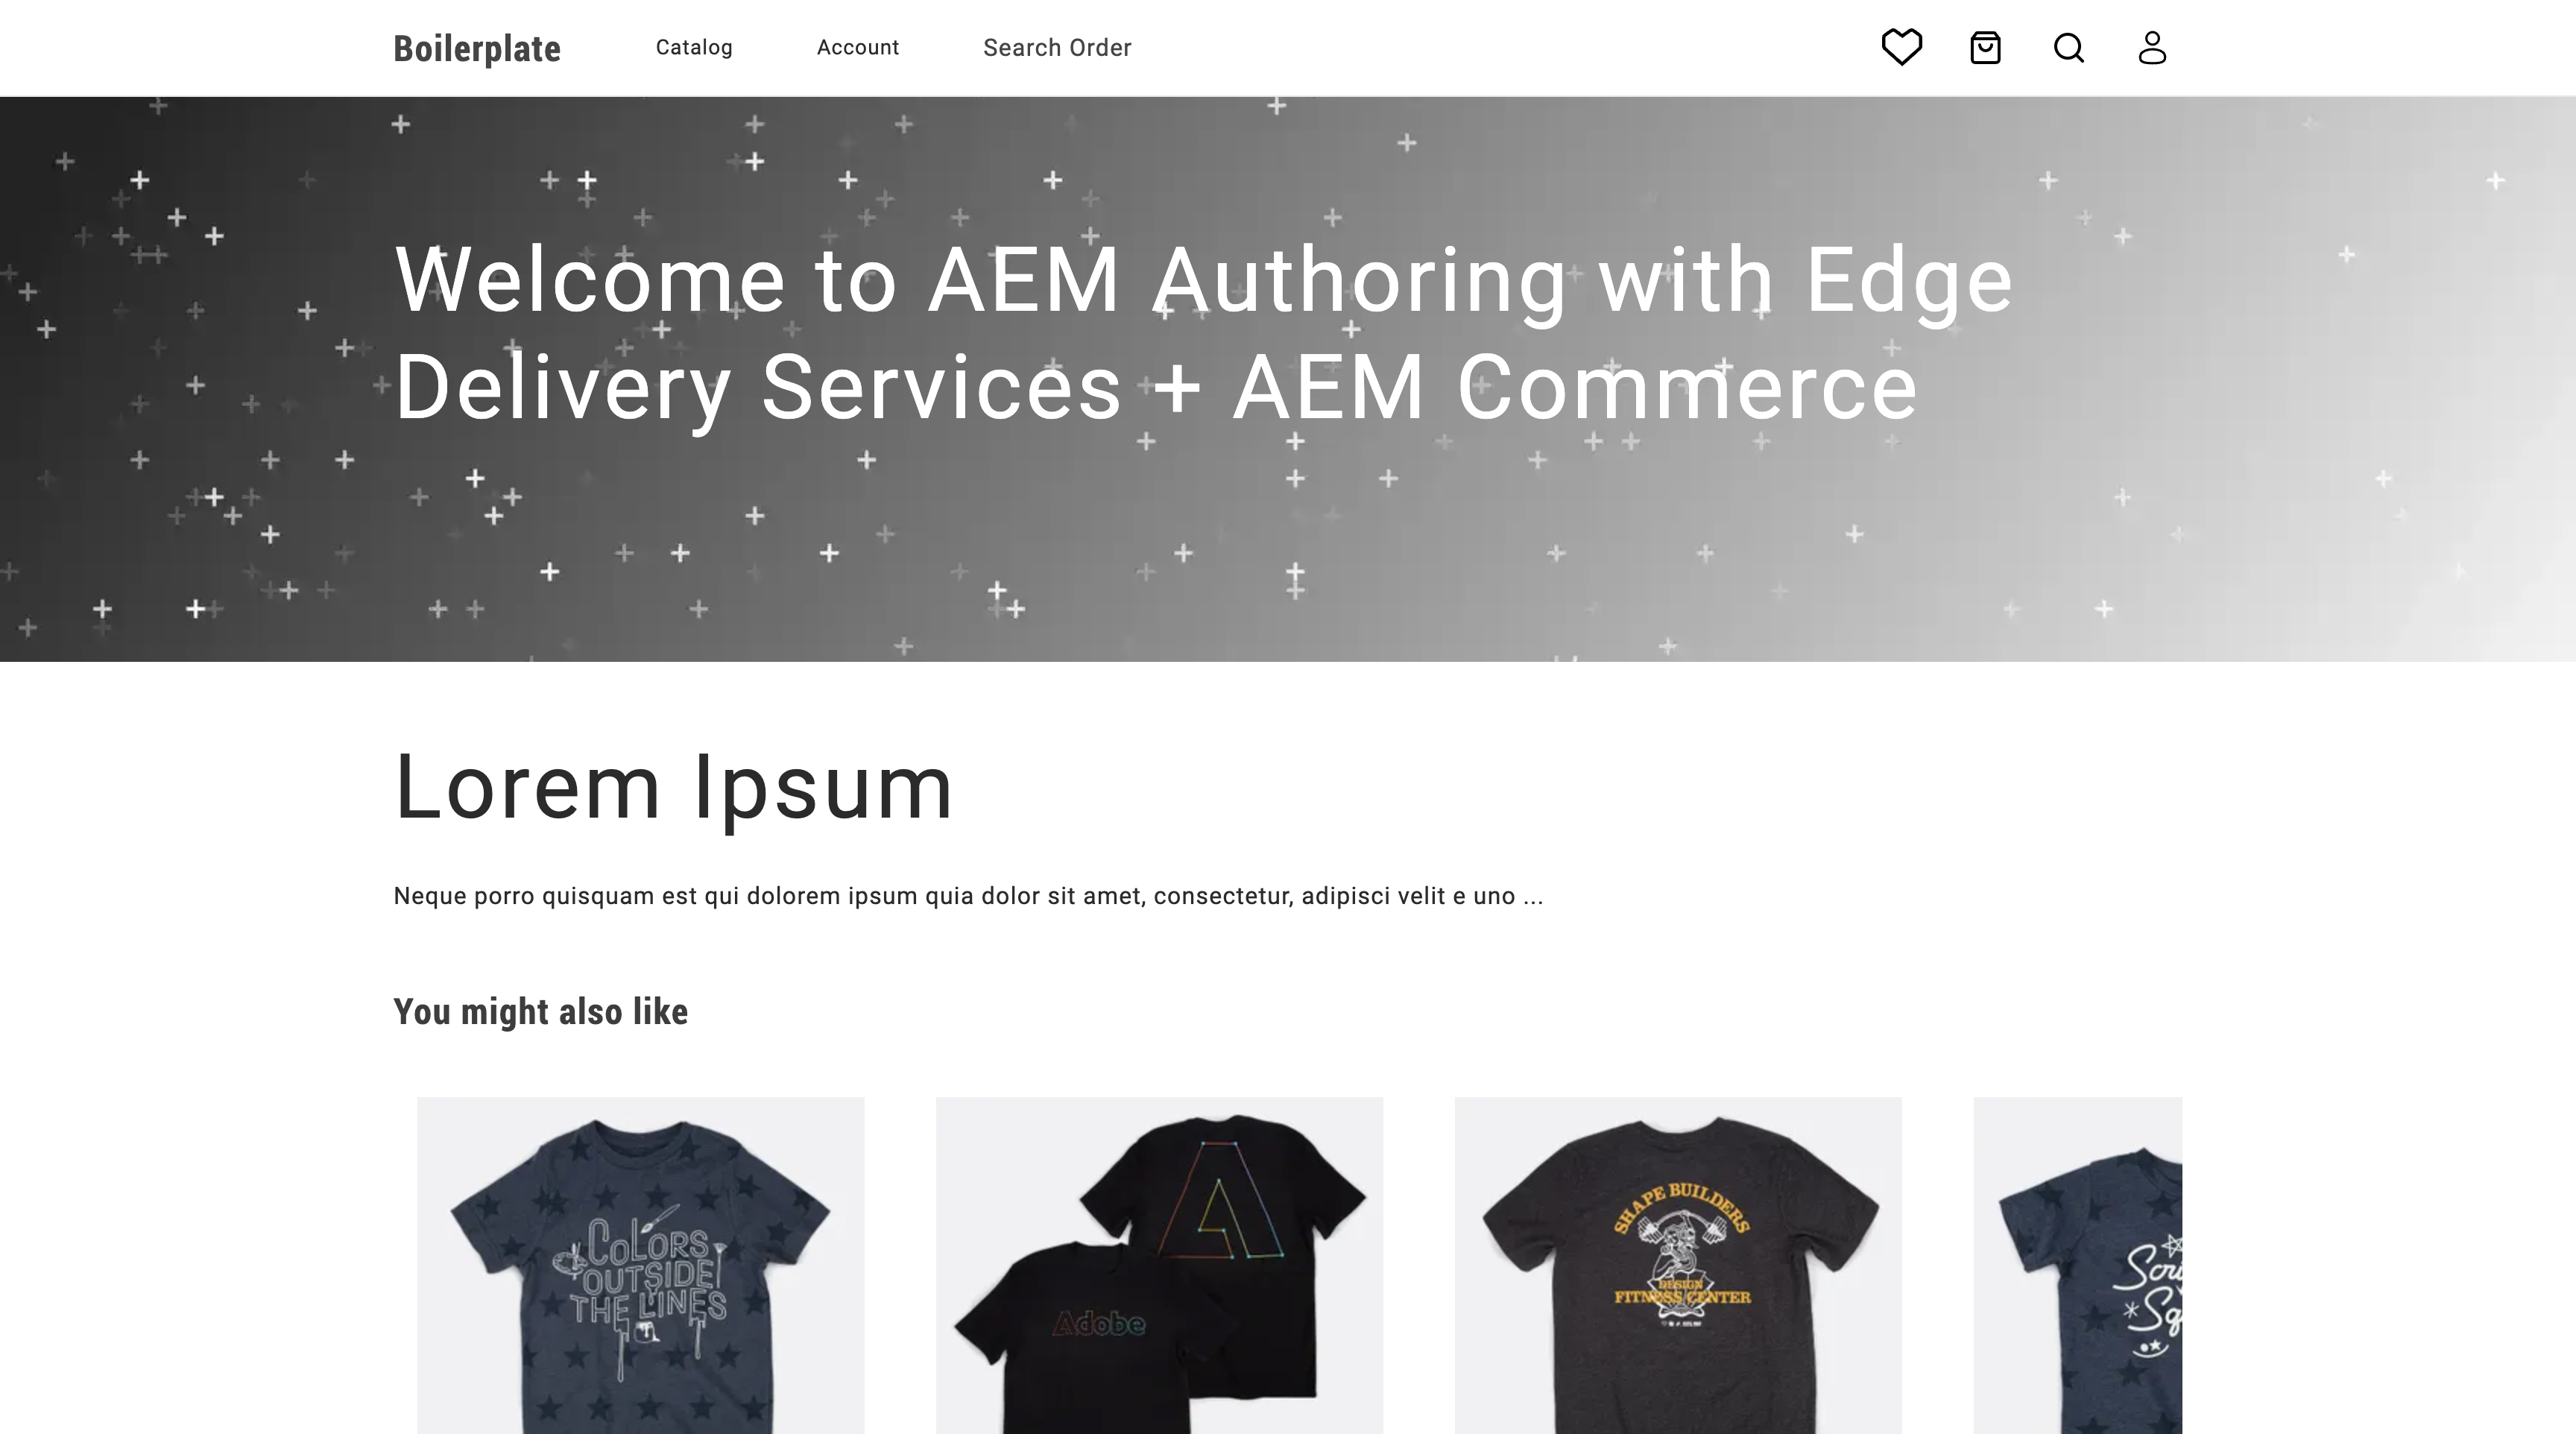 Boilerplate
Catalog
Account
Search Order
Welcome to AEM Authoring with Edge
Delivery Services + AEM Commerce
Lorem Ipsum
Neque porro quisquam est qui dolorem ipsum quia dolor sit amet, consectetur, adipisci velit e uno ...
You might also like
COLORS
OUTSIDE
THE LINES
Adobe
SHAPE BUILDERS
DESIGN
FITNESS CENTER